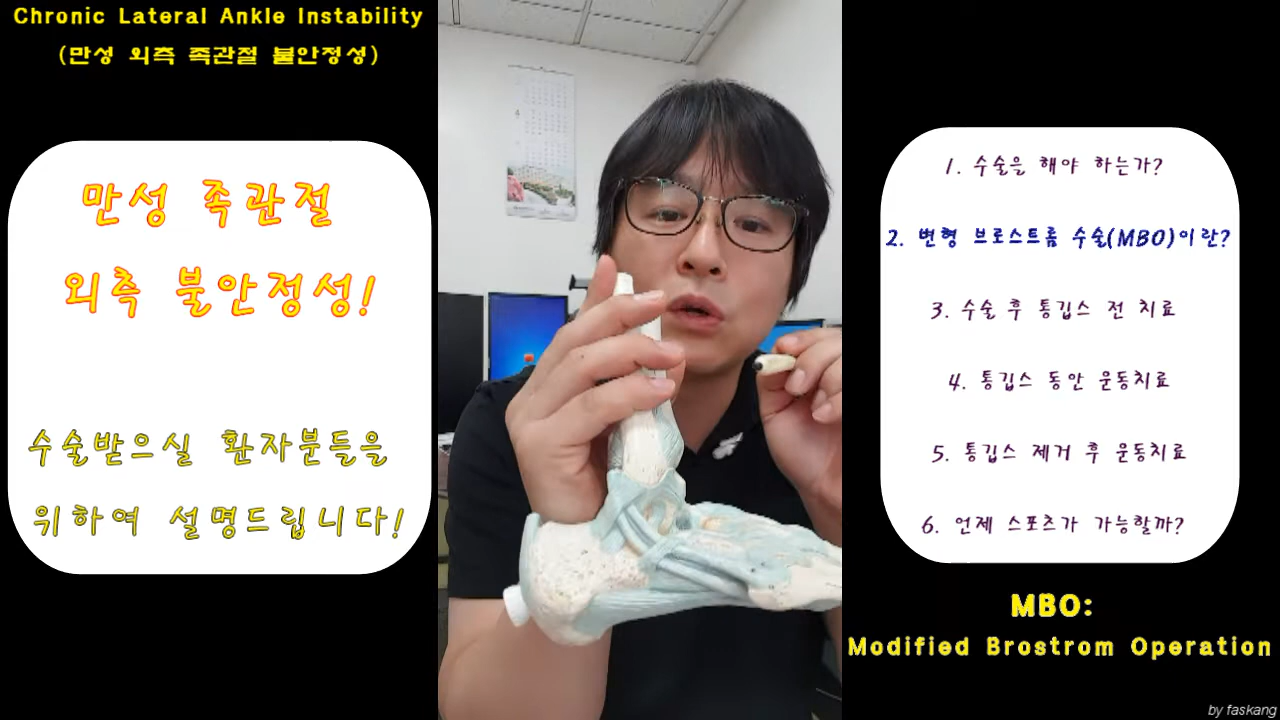 Chronic Lateral Ankle Instability
(만성 외측 족관절 불안정성)
만성 족관절
외측 불안정성!
수술받으실 환자분들을
위하여 설명드립니다!
1. 수술은 해야 하는가?
2. 변형 브로스트롬 수술(MBO)이란?
3. 수술 후 통깁스 전 치료
4. 통깁스 동안 운동치료
5. 통깁스 제거 후 운동치료
6. 언제 스포츠가 가능할까?
MBO:
Modified Brostrom Operation
by faskang